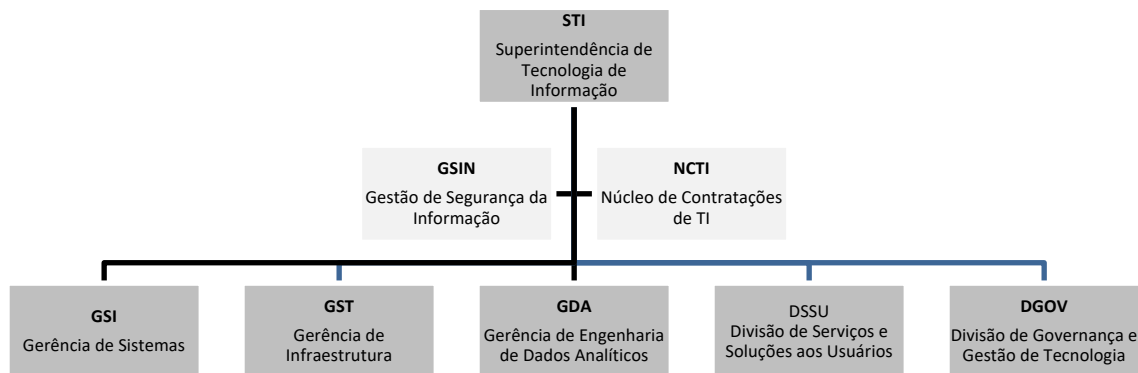 STI
Superintendência de
Tecnologia de
Informação
GSIN
Gestão de Segurança da
Informação
NCTI
Núcleo de Contratações
de TI
GSI
Gerência de Sistemas
GST
Gerência de
Infraestrutura
GDA
Gerência de Engenharia
de Dados Analíticos
DSSU
Divisão de Serviços e
Soluções aos Usuários
DGOV
Divisão de Governança e
Gestão de Tecnologia